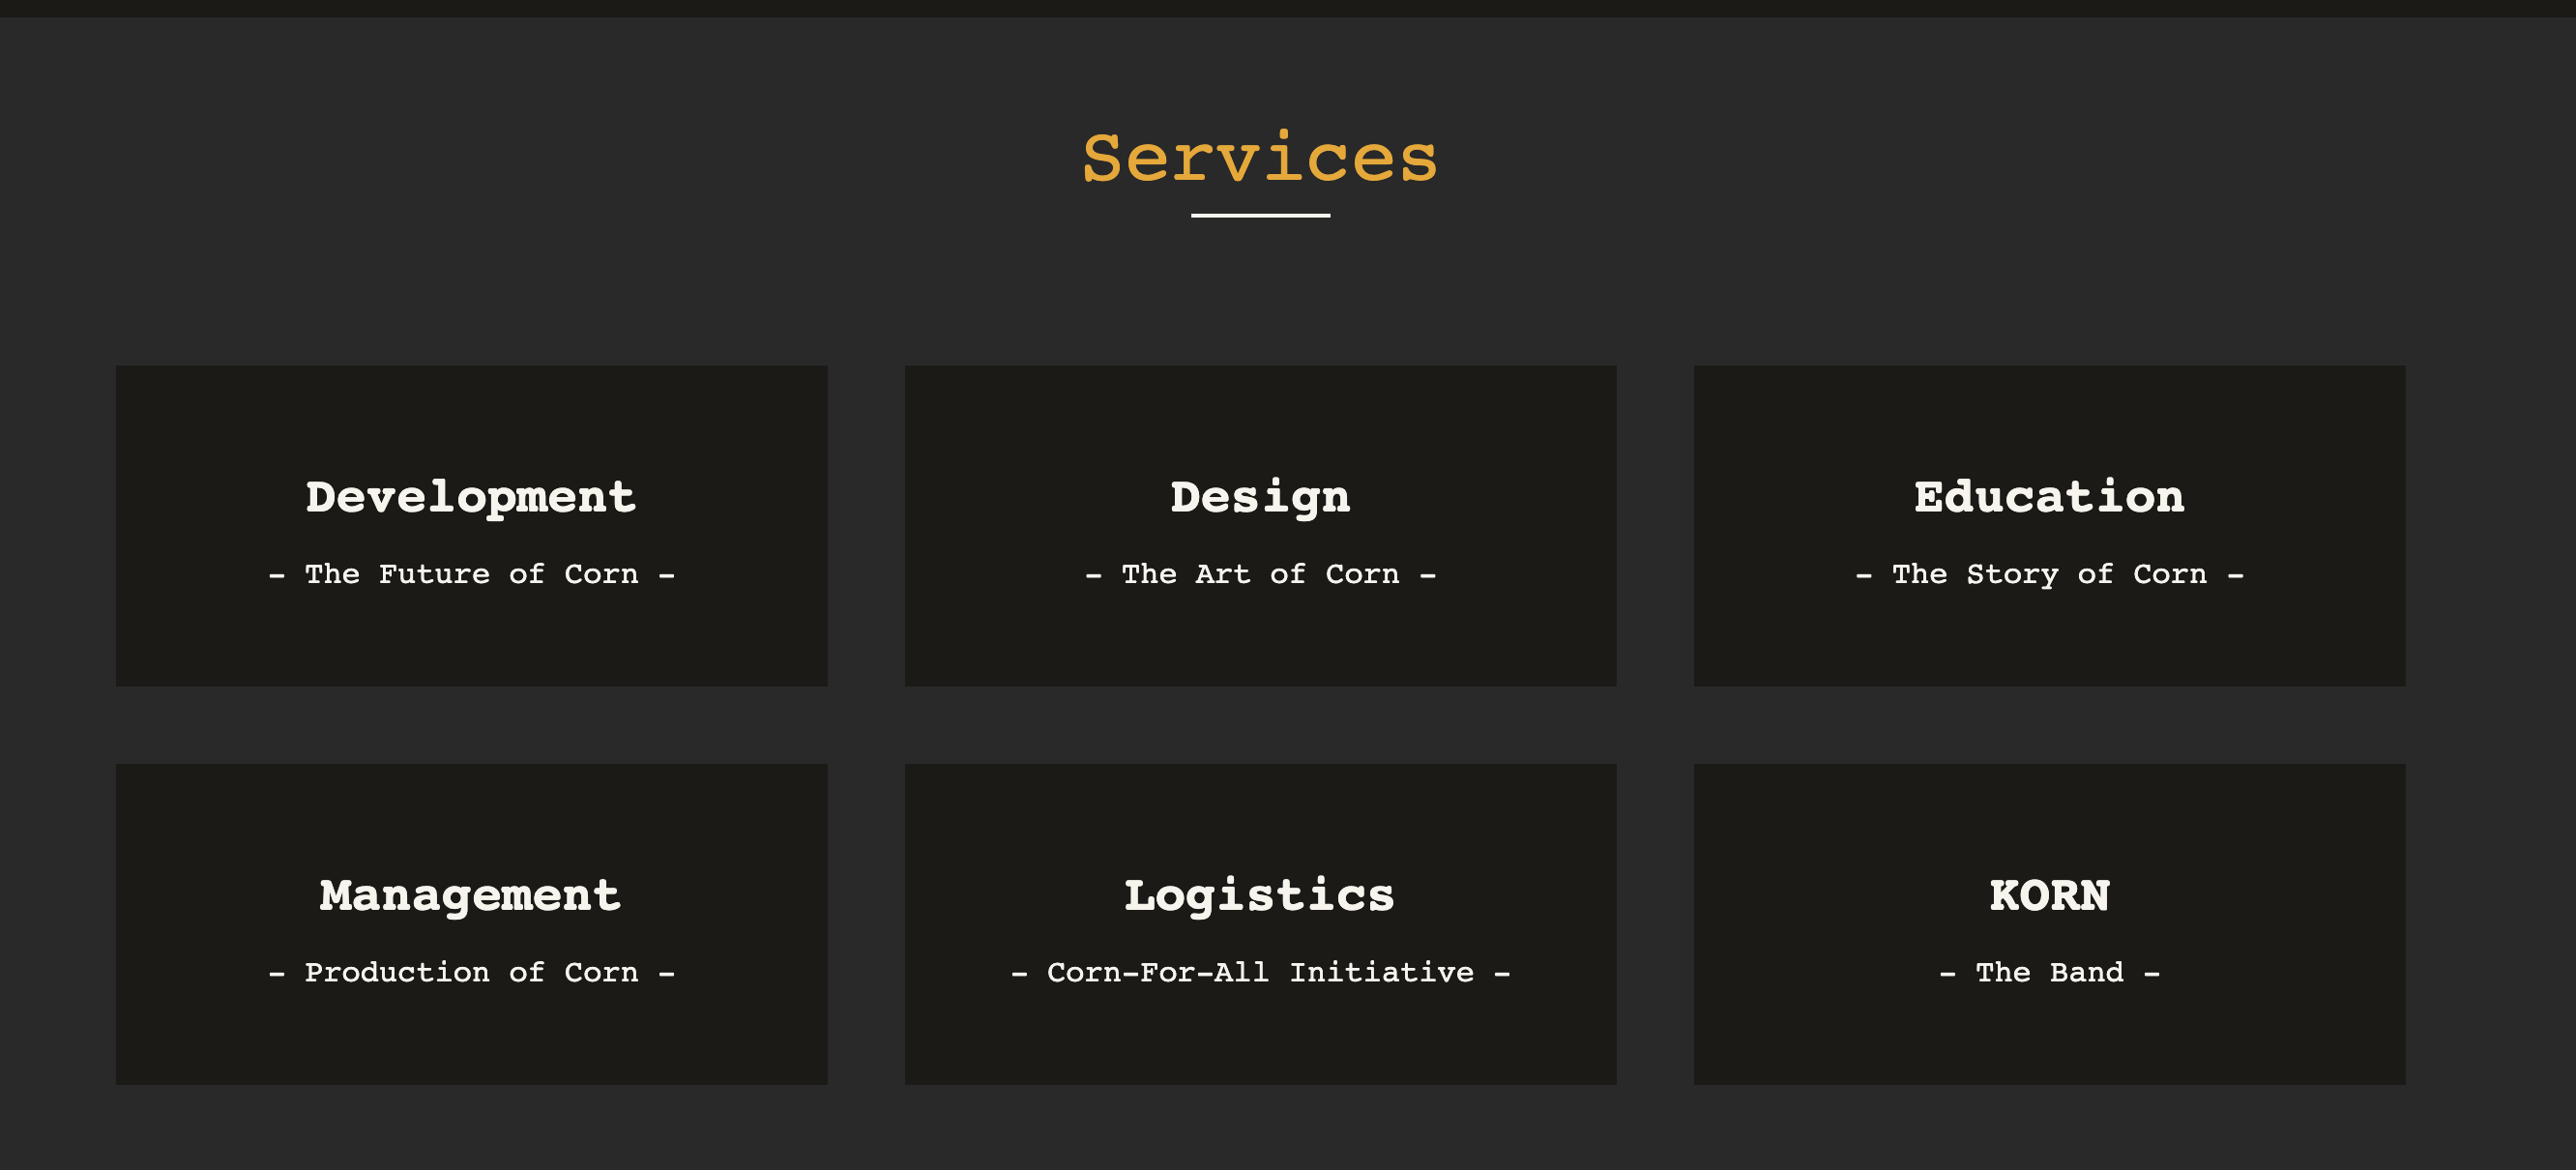 Services
Development
- The Future of Corn -
Design
- The Art of Corn -
Education
- The Story of Corn -
Management
- Production of Corn -
Logistics
- Corn-For-All Initiative -
KORN
- The Band -